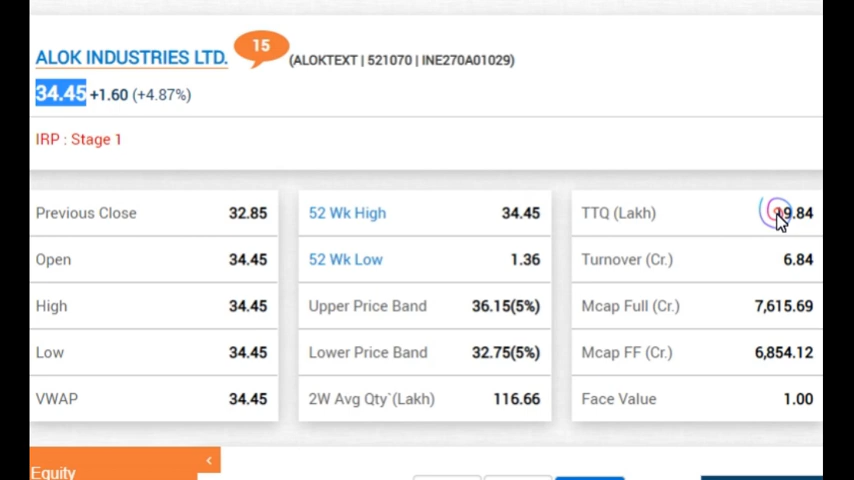 ALOK INDUSTRIES LTD. 15 (ALOKTEXT | 521070 | INE270A01029)
34.45 +1.60 (+4.87%)
IRP : Stage 1
Previous Close 32.85 52 Wk High 34.45 TTQ (Lakh) 19.84
Open 34.45 52 Wk Low 1.36 Turnover (Cr.) 6.84
High 34.45 Upper Price Band 36.15(5%) Mcap Full (Cr.) 7,615.69
Low 34.45 Lower Price Band 32.75(5%) Mcap FF (Cr.) 6,854.12
VWAP 34.45 2W Avg Qty`(Lakh) 116.66 Face Value 1.00
Equity <